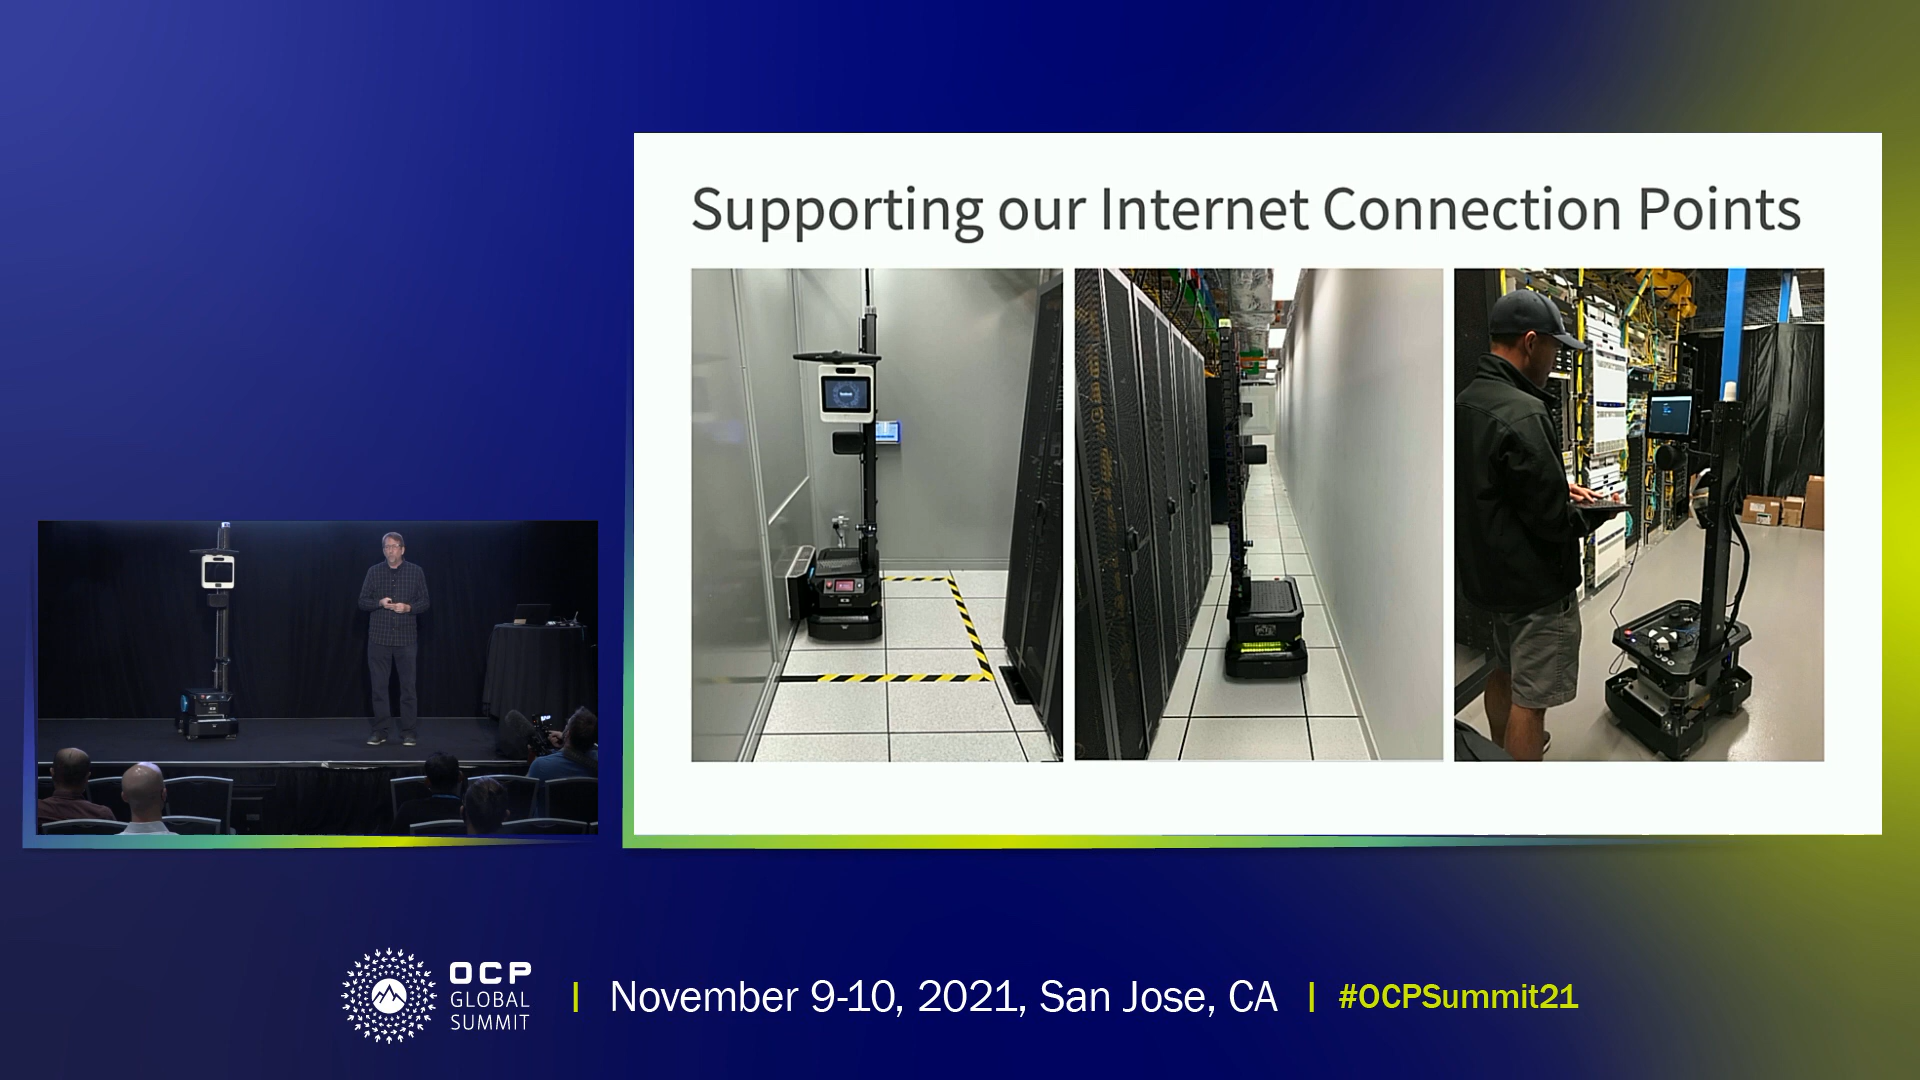 Supporting our Internet Connection Points
OCP
GLOBAL
SUMMIT
November 9-10, 2021, San Jose, CA
#OCPSummit21